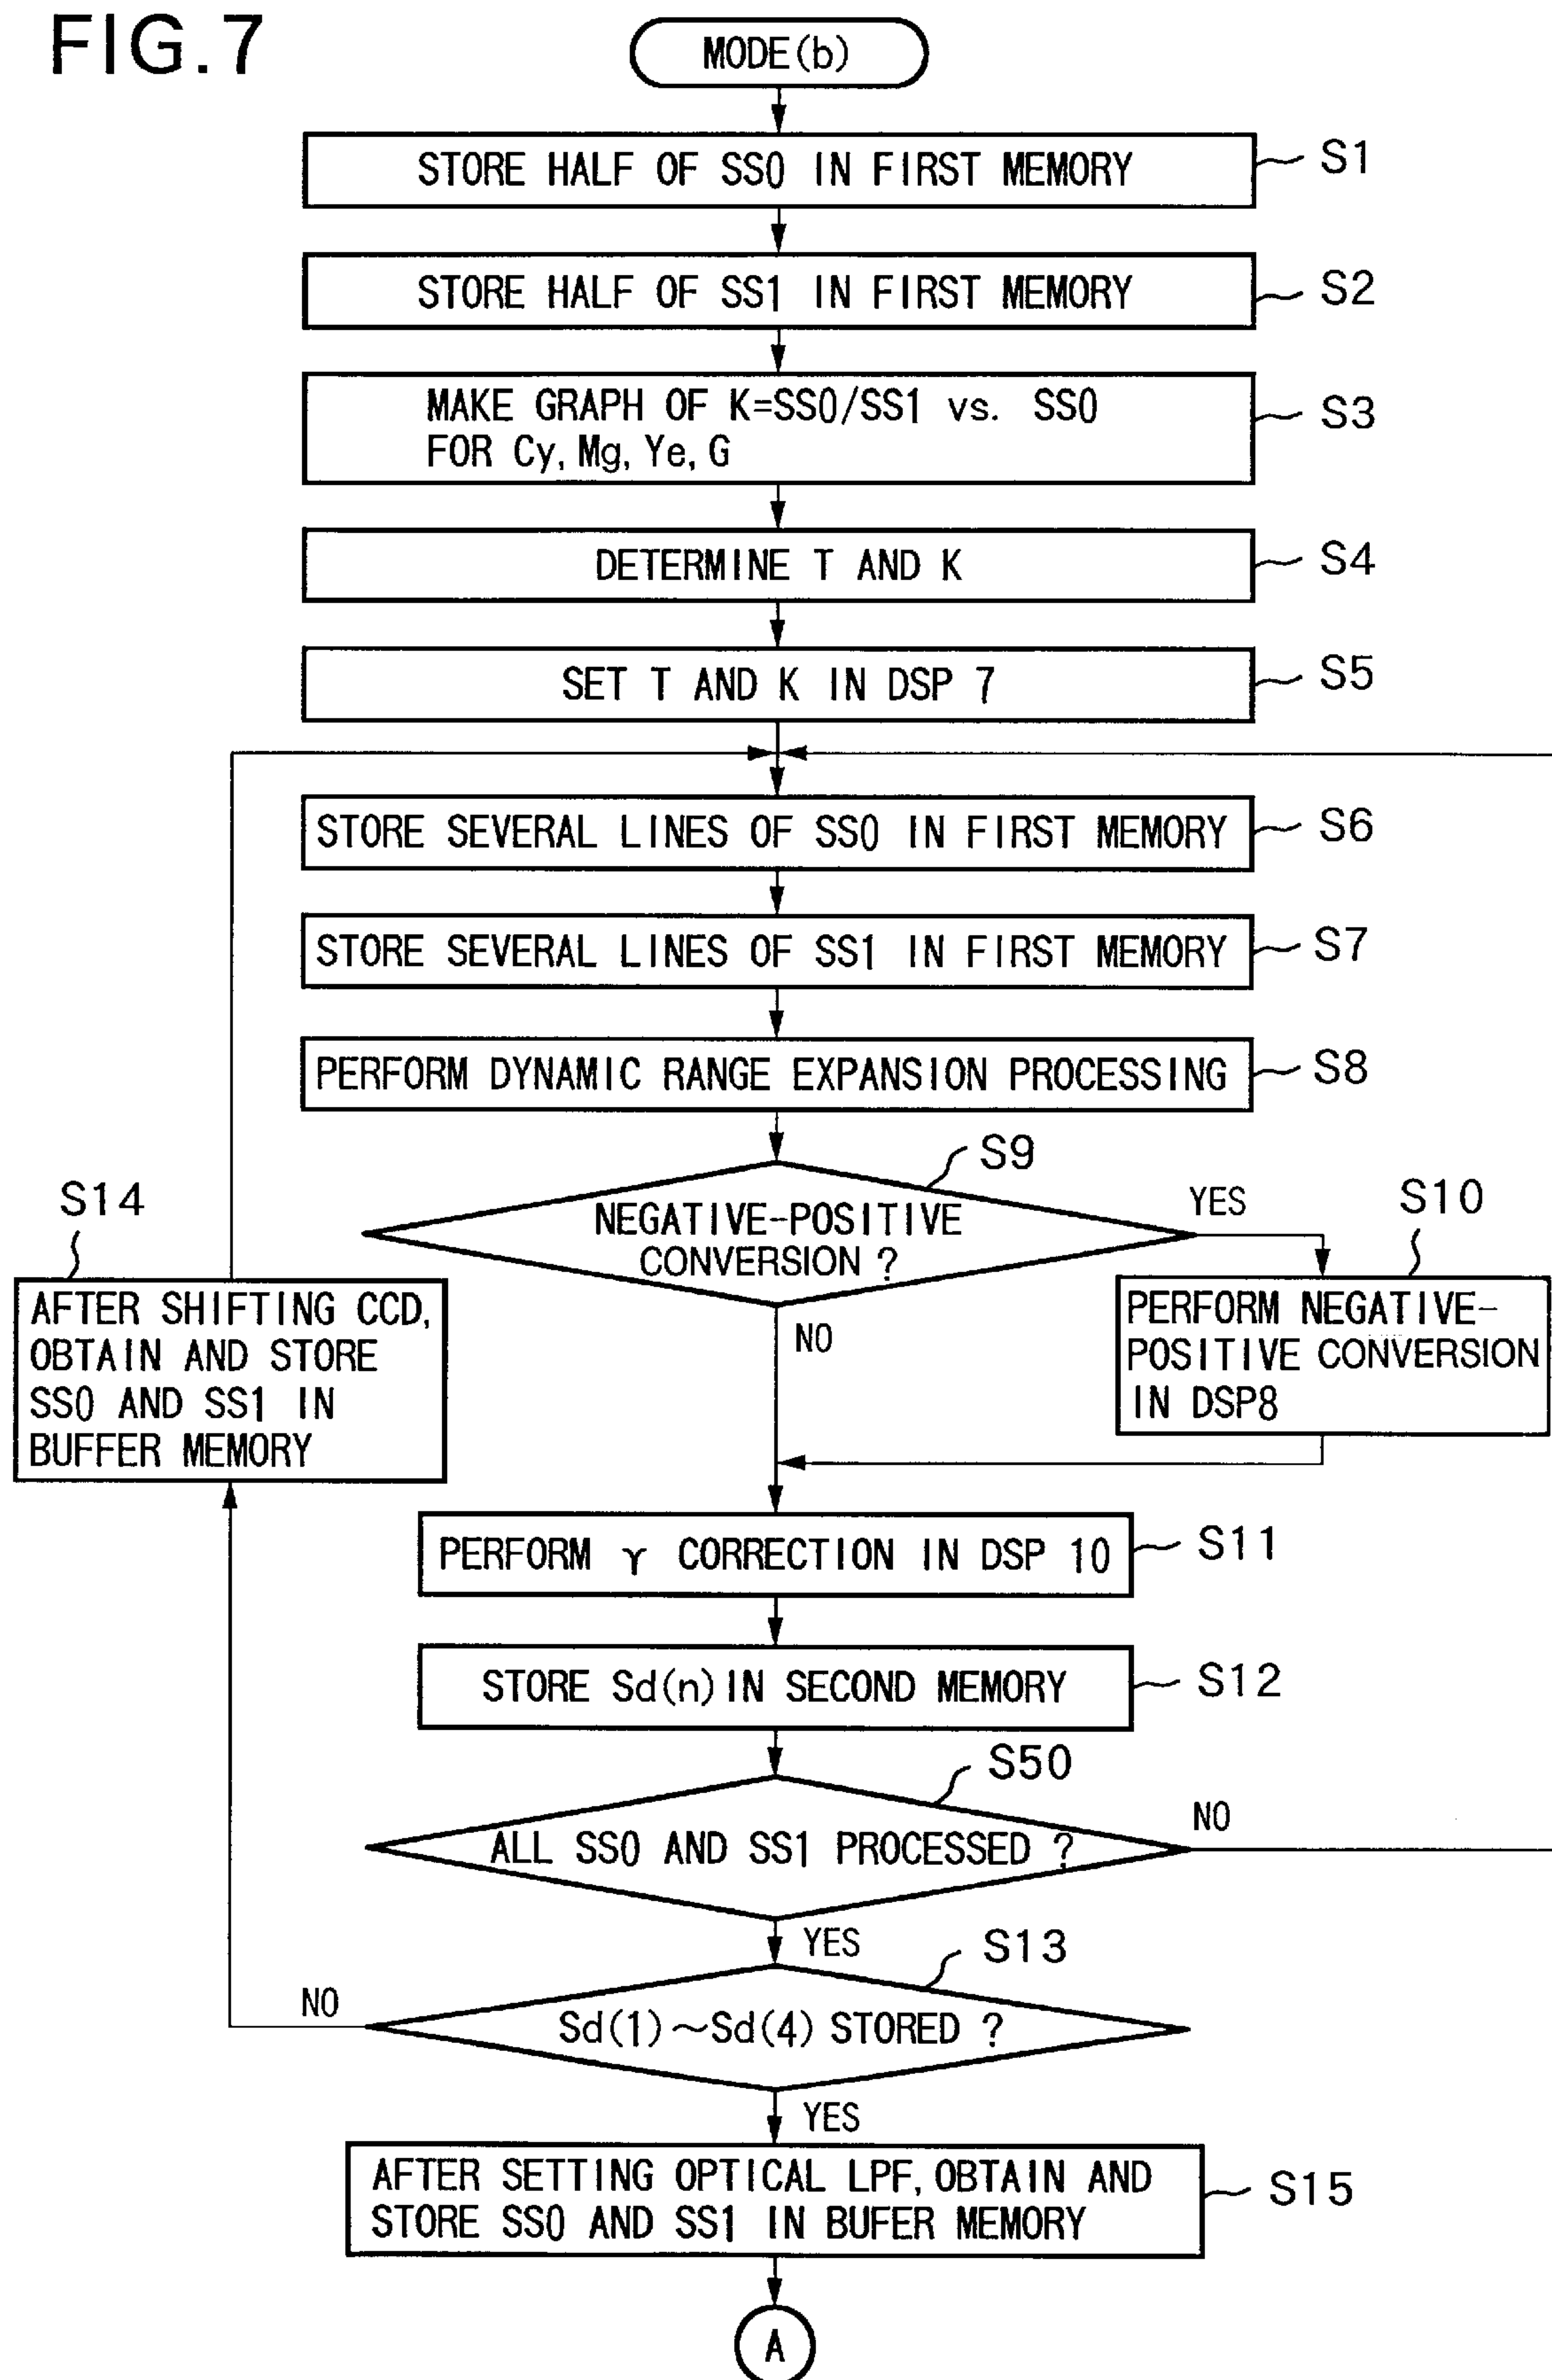 FIG.7
MODE(b)
STORE HALF OF SS0 IN FIRST MEMORY
S1
STORE HALF OF SS1 IN FIRST MEMORY
S2
MAKE GRAPH OF K=SS0/SS1 vs. SS0
FOR Cy, Mg, Ye, G
S3
DETERMINE T AND K
S4
SET T AND K IN DSP 7
S5
STORE SEVERAL LINES OF SS0 IN FIRST MEMORY
S6
STORE SEVERAL LINES OF SS1 IN FIRST MEMORY
S7
PERFORM DYNAMIC RANGE EXPANSION PROCESSING
S8
S9
NEGATIVE-POSITIVE
CONVERSION ?
YES
NO
S10
PERFORM NEGATIVE-
POSITIVE CONVERSION
IN DSP8
S14
AFTER SHIFTING CCD,
OBTAIN AND STORE
SS0 AND SS1 IN
BUFFER MEMORY
PERFORM γ CORRECTION IN DSP 10
S11
STORE Sd(n) IN SECOND MEMORY
S12
S50
ALL SS0 AND SS1 PROCESSED ?
NO
YES
S13
Sd(1)~Sd(4) STORED ?
NO
YES
AFTER SETTING OPTICAL LPF, OBTAIN AND
STORE SS0 AND SS1 IN BUFER MEMORY
S15
A